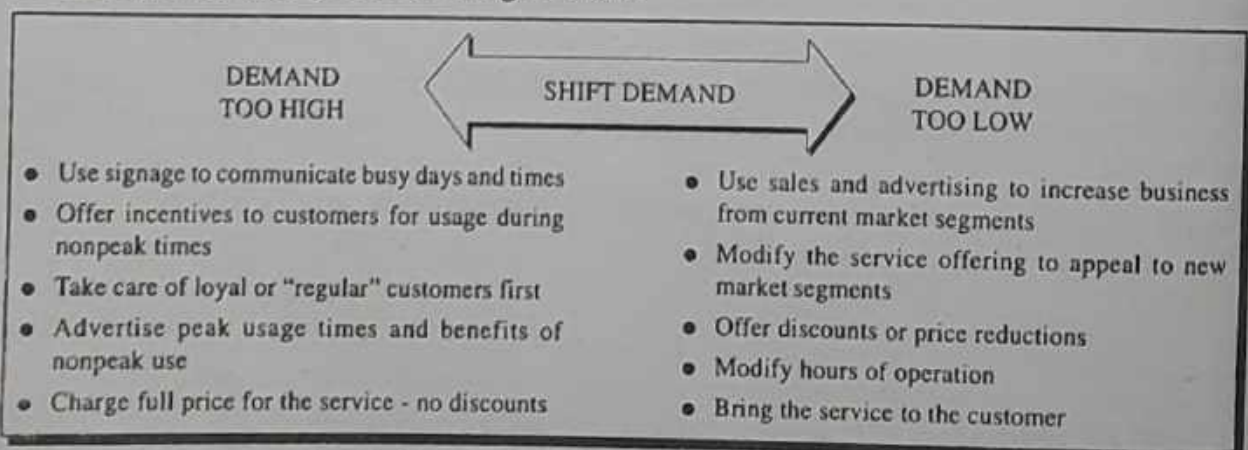 DEMAND
TOO HIGH
SHIFT DEMAND
DEMAND
TOO LOW
• Use signage to communicate busy days and times
• Offer incentives to customers for usage during
nonpeak times
• Take care of loyal or "regular" customers first
• Advertise peak usage times and benefits of
nonpeak use
• Charge full price for the service - no discounts
• Use sales and advertising to increase business
from current market segments
• Modify the service offering to appeal to new
market segments
• Offer discounts or price reductions
• Modify hours of operation
• Bring the service to the customer